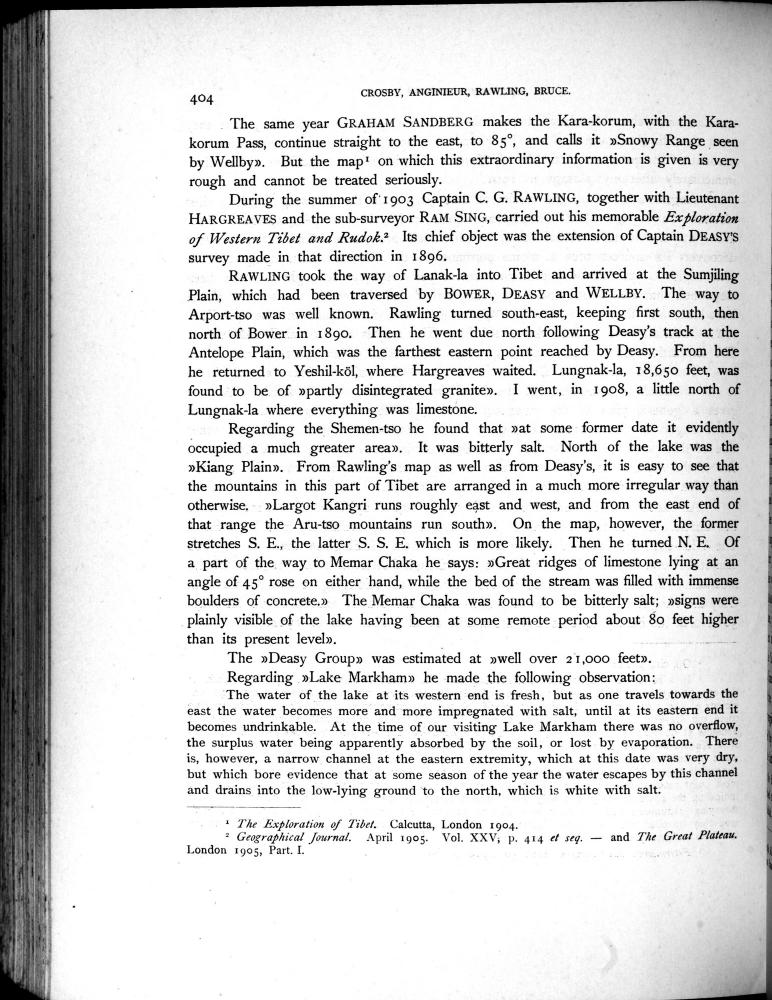 404
CROSBY, ANGINIEUR, RAWLING, BRUCE.
The same year GRAHAM SANDBERG makes the Kara-korum, with the Kara-
korum Pass, continue straight to the east, to 85°, and calls it »Snowy Range seen
by Wellby». But the map¹ on which this extraordinary information is given is very
rough and cannot be treated seriously.
During the summer of 1903 Captain C. G. RAWLING, together with Lieutenant
HARGREAVES and the sub-surveyor RAM SING, carried out his memorable Exploration
of Western Tibet and Rudok.² Its chief object was the extension of Captain DEASY'S
survey made in that direction in 1896.
RAWLING took the way of Lanak-la into Tibet and arrived at the Sumjiling
Plain, which had been traversed by BOWER, DEASY and WELLBY. The way to
Arport-tso was well known. Rawling turned south-east, keeping first south, then
north of Bower in 1890. Then he went due north following Deasy's track at the
Antelope Plain, which was the farthest eastern point reached by Deasy. From here
he returned to Yeshil-köl, where Hargreaves waited. Lungnak-la, 18,650 feet, was
found to be of »partly disintegrated granite». I went, in 1908, a little north of
Lungnak-la where everything was limestone.
Regarding the Shemen-tso he found that »at some former date it evidently
occupied a much greater area». It was bitterly salt. North of the lake was the
»Kiang Plain». From Rawling's map as well as from Deasy's, it is easy to see that
the mountains in this part of Tibet are arranged in a much more irregular way than
otherwise. »Largot Kangri runs roughly east and west, and from the east end of
that range the Aru-tso mountains run south». On the map, however, the former
stretches S. E., the latter S. S. E. which is more likely. Then he turned N. E. Of
a part of the way to Memar Chaka he says: »Great ridges of limestone lying at an
angle of 45° rose on either hand, while the bed of the stream was filled with immense
boulders of concrete.» The Memar Chaka was found to be bitterly salt; »signs were
plainly visible of the lake having been at some remote period about 80 feet higher
than its present level».
The »Deasy Group» was estimated at »well over 21,000 feet».
Regarding »Lake Markham» he made the following observation:
The water of the lake at its western end is fresh, but as one travels towards the
east the water becomes more and more impregnated with salt, until at its eastern end it
becomes undrinkable. At the time of our visiting Lake Markham there was no overflow,
the surplus water being apparently absorbed by the soil, or lost by evaporation. There
is, however, a narrow channel at the eastern extremity, which at this date was very dry,
but which bore evidence that at some season of the year the water escapes by this channel
and drains into the low-lying ground to the north, which is white with salt.
¹ The Exploration of Tibet. Calcutta, London 1904.
² Geographical Journal. April 1905. Vol. XXV, p. 414 et seq. — and The Great Plateau.
London 1905, Part. I.